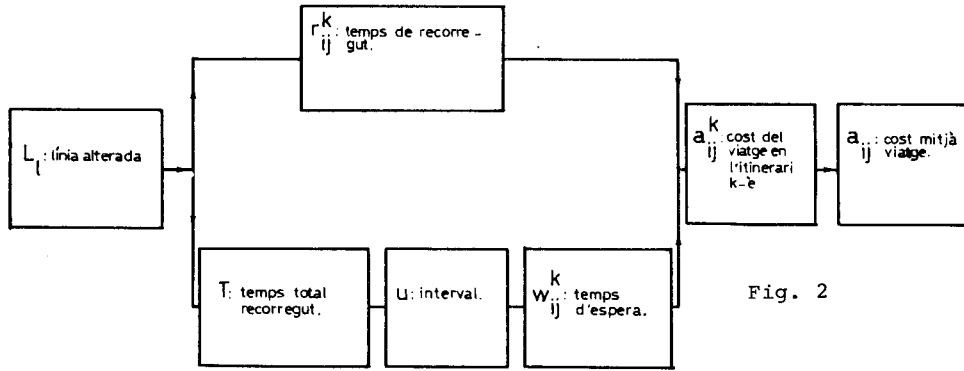 r^k_ij: temps de recorre-
gut.
L_l: línia alterada
a^k_ij: cost del
viatge en
l'itinerari
k-è
a_ij: cost mitjà
viatge.
T: temps total
recorregut.
u: interval.
w^k_ij: temps
d'espera.
Fig. 2